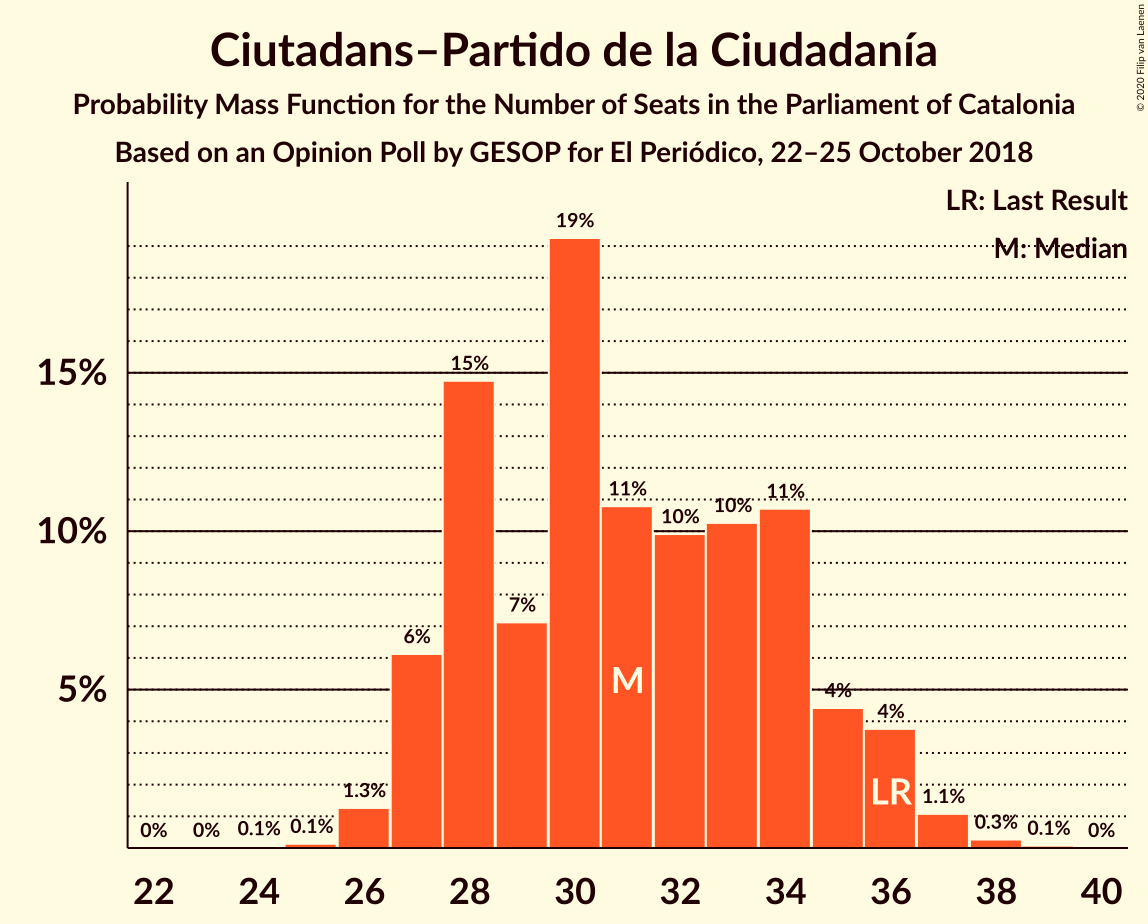 Ciutadans–Partido de la Ciudadanía
Probability Mass Function for the Number of Seats in the Parliament of Catalonia
Based on an Opinion Poll by GESOP for El Periódico, 22–25 October 2018
© 2020 Filip van Laenen
LR: Last Result
M: Median
15%
10%
5%
0%
0%
0.1%
0.1%
1.3%
6%
15%
7%
19%
11%
10%
10%
11%
4%
4%
1.1%
0.3%
0.1%
0%
M
LR
22 24 26 28 30 32 34 36 38 40